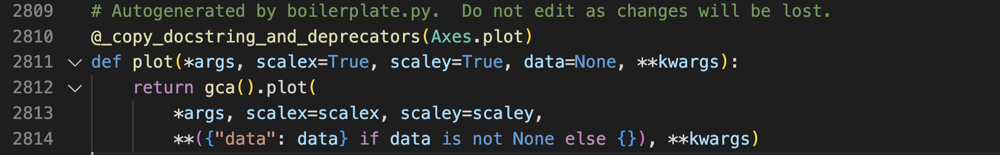 2809 # Autogenerated by boilerplate.py.  Do not edit as changes will be lost.
2810 @_copy_docstring_and_deprecators(Axes.plot)
2811 def plot(*args, scalex=True, scaley=True, data=None, **kwargs):
2812     return gca().plot(
2813         *args, scalex=scalex, scaley=scaley,
2814         **({"data": data} if data is not None else {}), **kwargs)